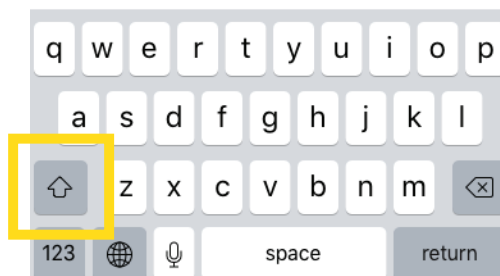 q w e r t y u i o p
a s d f g h j k l
z x c v b n m
123 space return